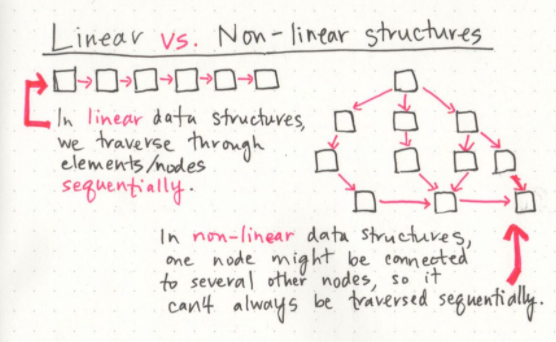 Linear vs. Non-linear structures
In linear data structures,
we traverse through
elements/nodes
sequentially.
In non-linear data structures,
one node might be connected
to several other nodes, so it
can't always be traversed sequentially.